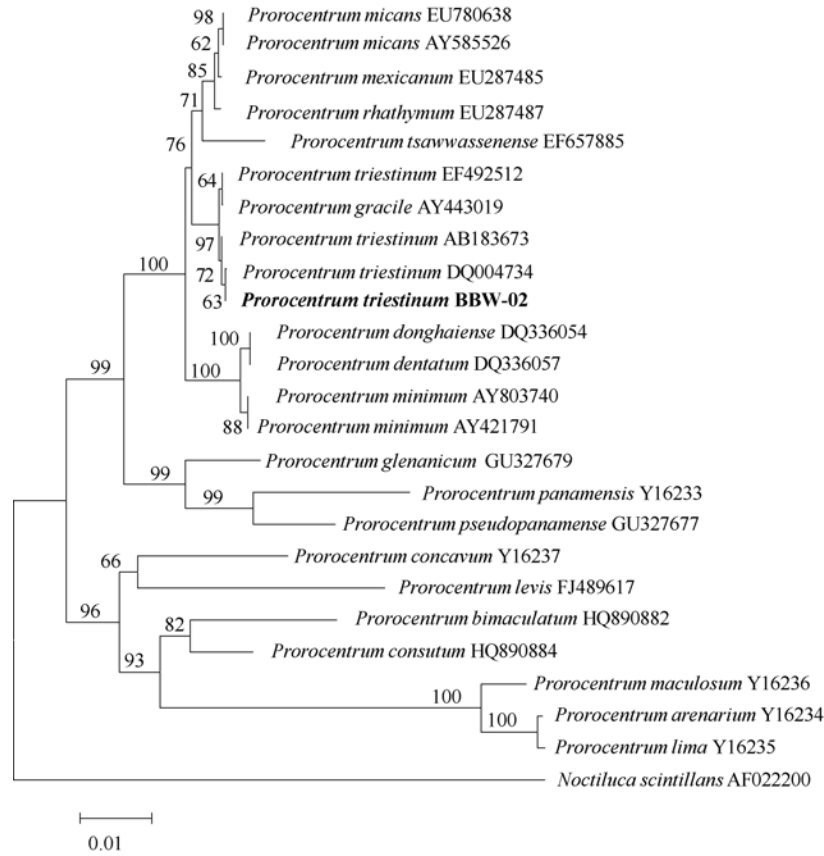 98
Prorocentrum micans EU780638
62
Prorocentrum micans AY585526
85
Prorocentrum mexicanum EU287485
71
Prorocentrum rhathymum EU287487
76
Prorocentrum tsawwassenense EF657885
64
Prorocentrum triestinum EF492512
Prorocentrum gracile AY443019
97
Prorocentrum triestinum AB183673
100
72
Prorocentrum triestinum DQ004734
63
Prorocentrum triestinum BBW-02
100
Prorocentrum donghaiense DQ336054
99
100
Prorocentrum dentatum DQ336057
Prorocentrum minimum AY803740
88
Prorocentrum minimum AY421791
99
Prorocentrum glenanicum GU327679
99
Prorocentrum panamensis Y16233
Prorocentrum pseudopanamense GU327677
66
Prorocentrum concavum Y16237
Prorocentrum levis FJ489617
96
82
Prorocentrum bimaculatum HQ890882
93
Prorocentrum consutum HQ890884
100
Prorocentrum maculosum Y16236
100
Prorocentrum arenarium Y16234
Prorocentrum lima Y16235
Noctiluca scintillans AF022200
0.01